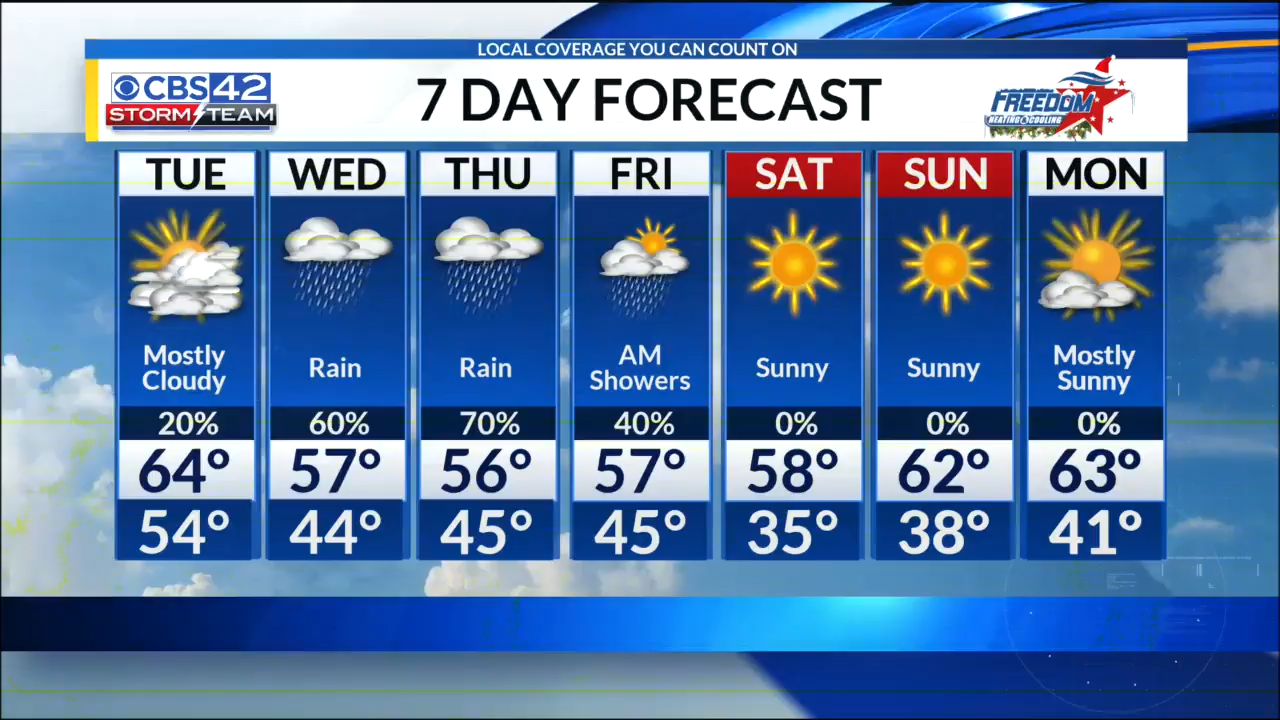 LOCAL COVERAGE YOU CAN COUNT ON
CBS 42
STORM TEAM
7 DAY FORECAST
FREEDOM
HEATING & COOLING
TUE WED THU FRI SAT SUN MON
Mostly Cloudy Rain Rain AM Showers Sunny Sunny Mostly Sunny
20% 60% 70% 40% 0% 0% 0%
64° 57° 56° 57° 58° 62° 63°
54° 44° 45° 45° 35° 38° 41°